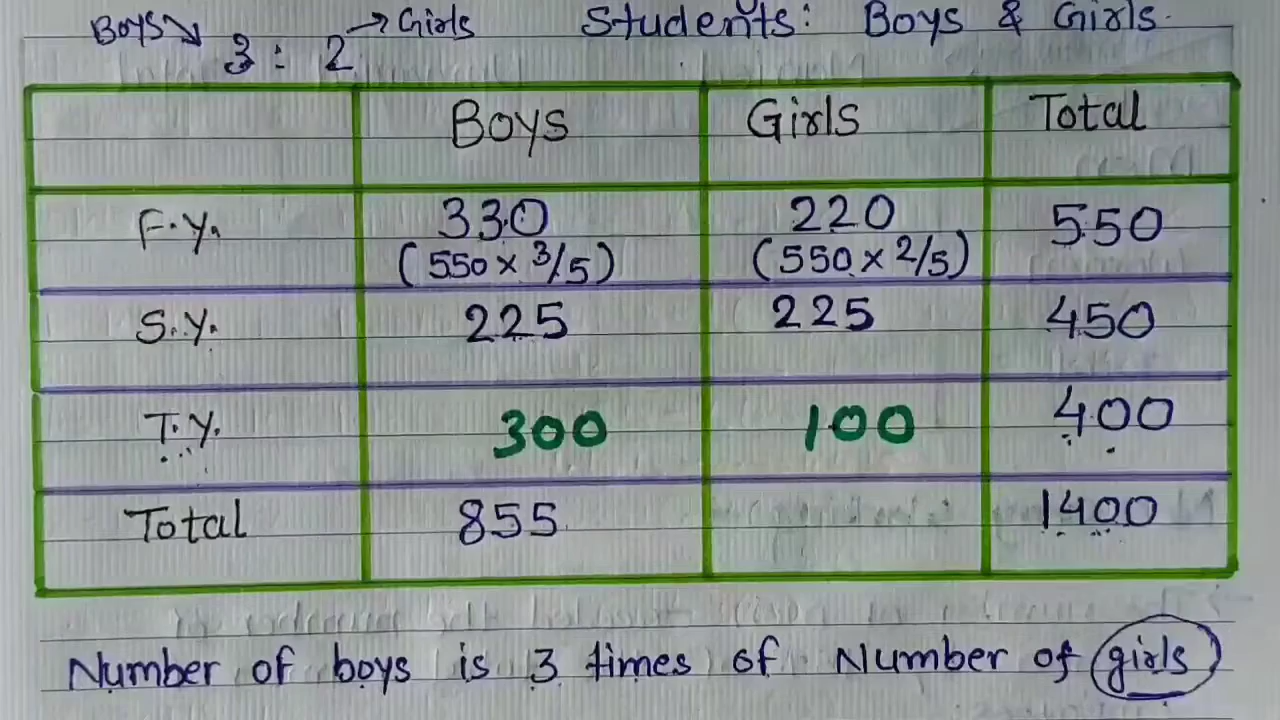 Boys → Girls Students: Boys & Girls.
3 : 2
Boys Girls Total
F.Y. 330 220 550
(550 x 3/5) (550 x 2/5)
S.Y. 225 225 450
T.Y. 300 100 400
Total 855 1400
Number of boys is 3 times of Number of girls